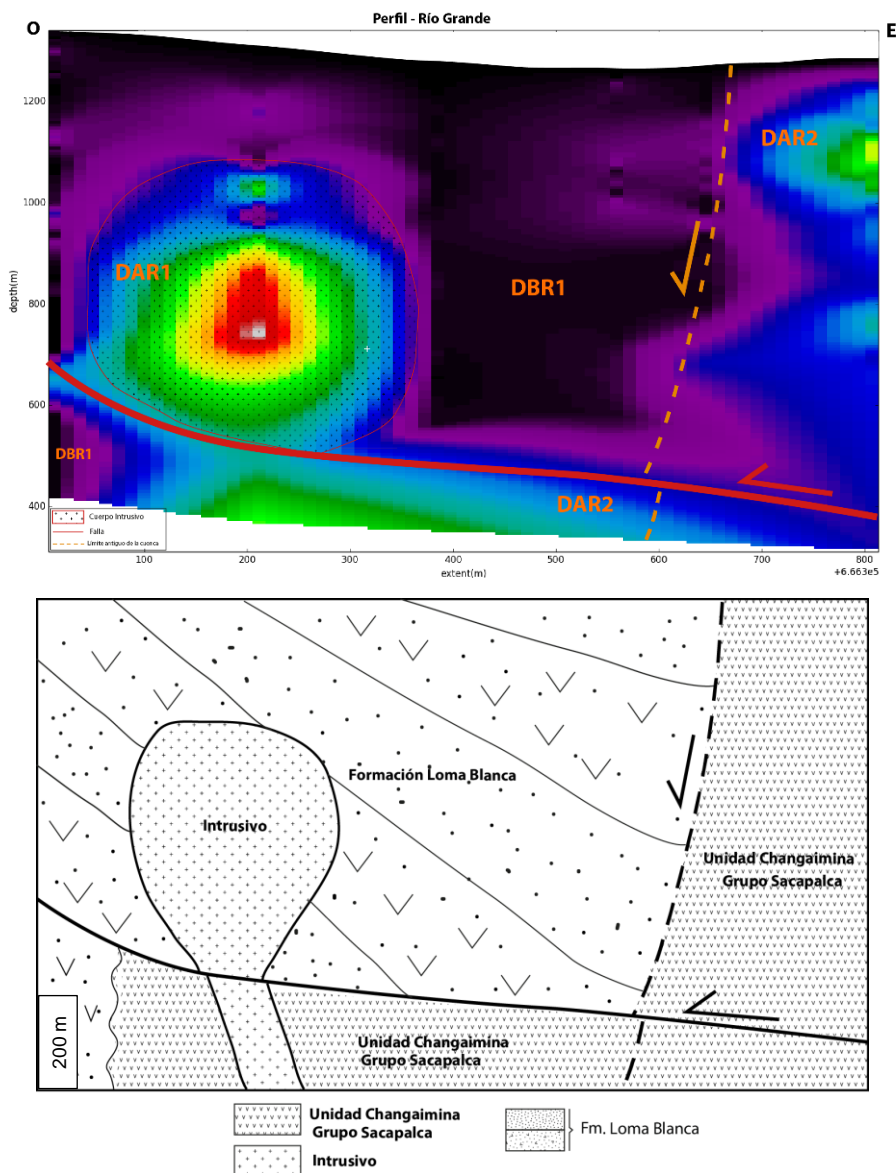 Perfil - Río Grande
O
E
1200
1000
800
600
400
depth(m)
DAR1
DBR1
DAR2
DBR1
DAR2
Cuerpo Intrusivo
Falla
Límite antiguo de la cuenca
100
200
300
400
500
600
700
800
extent(m)
+6.663e5
Formación Loma Blanca
Intrusivo
Unidad Changaimina
Grupo Sacapalca
Unidad Changaimina
Grupo Sacapalca
200 m
Unidad Changaimina
Grupo Sacapalca
Fm. Loma Blanca
Intrusivo